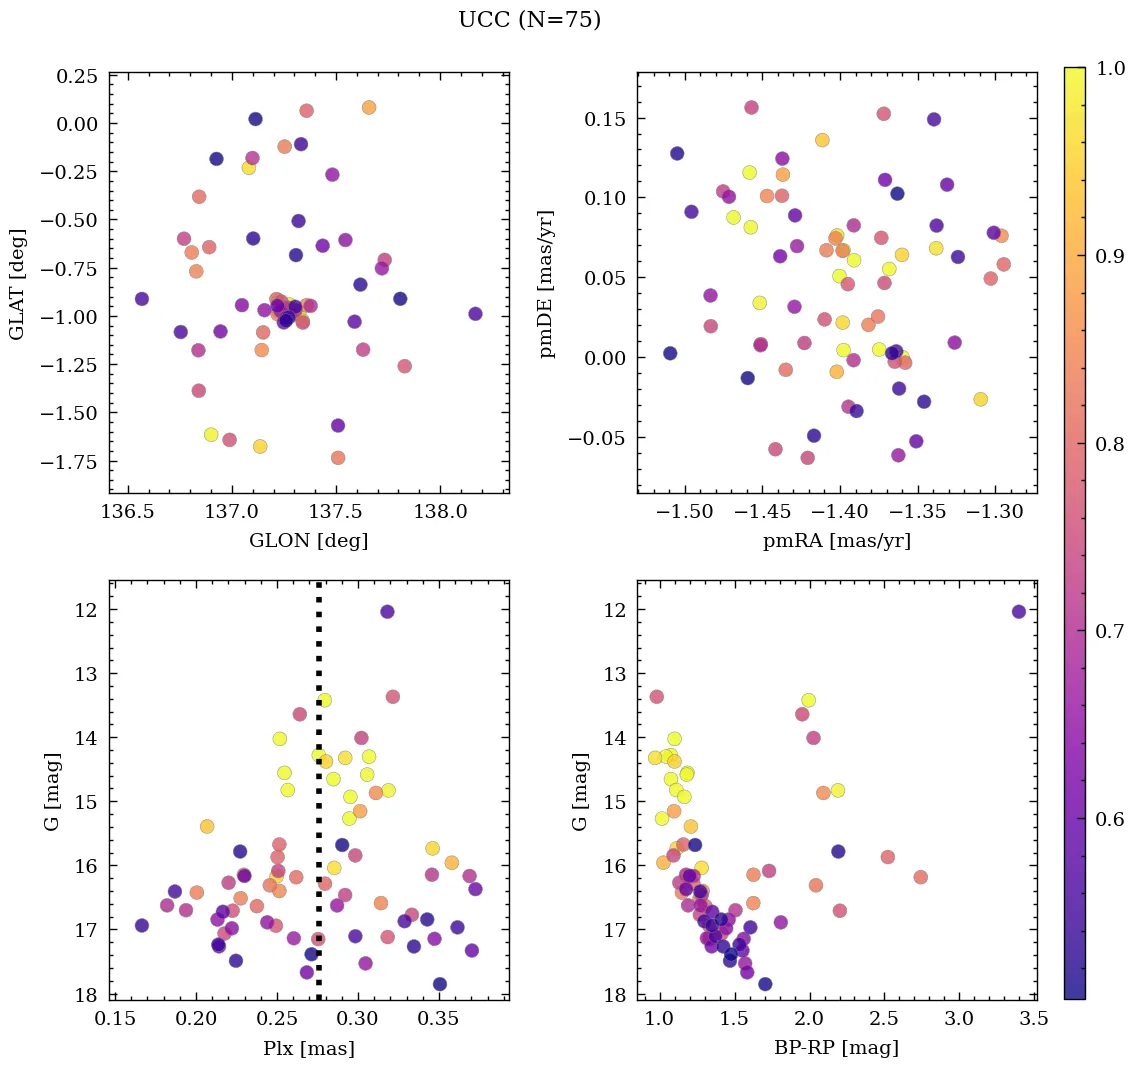 UCC (N=75)
0.25
0.00
−0.25
−0.50
−0.75
−1.00
−1.25
−1.50
−1.75
GLAT [deg]
136.5 137.0 137.5 138.0
GLON [deg]
0.15
0.10
0.05
0.00
−0.05
pmDE [mas/yr]
−1.50 −1.45 −1.40 −1.35 −1.30
pmRA [mas/yr]
12
13
14
15
16
17
18
G [mag]
0.15 0.20 0.25 0.30 0.35
Plx [mas]
12
13
14
15
16
17
18
G [mag]
1.0 1.5 2.0 2.5 3.0 3.5
BP-RP [mag]
1.0
0.9
0.8
0.7
0.6